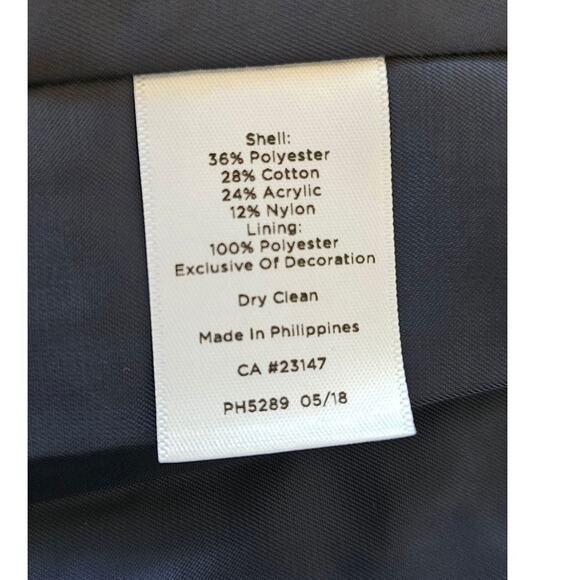 Shell:
36% Polyester
28% Cotton
24% Acrylic
12% Nylon
Lining:
100% Polyester
Exclusive Of Decoration
Dry Clean
Made In Philippines
CA #23147
PH5289 05/18